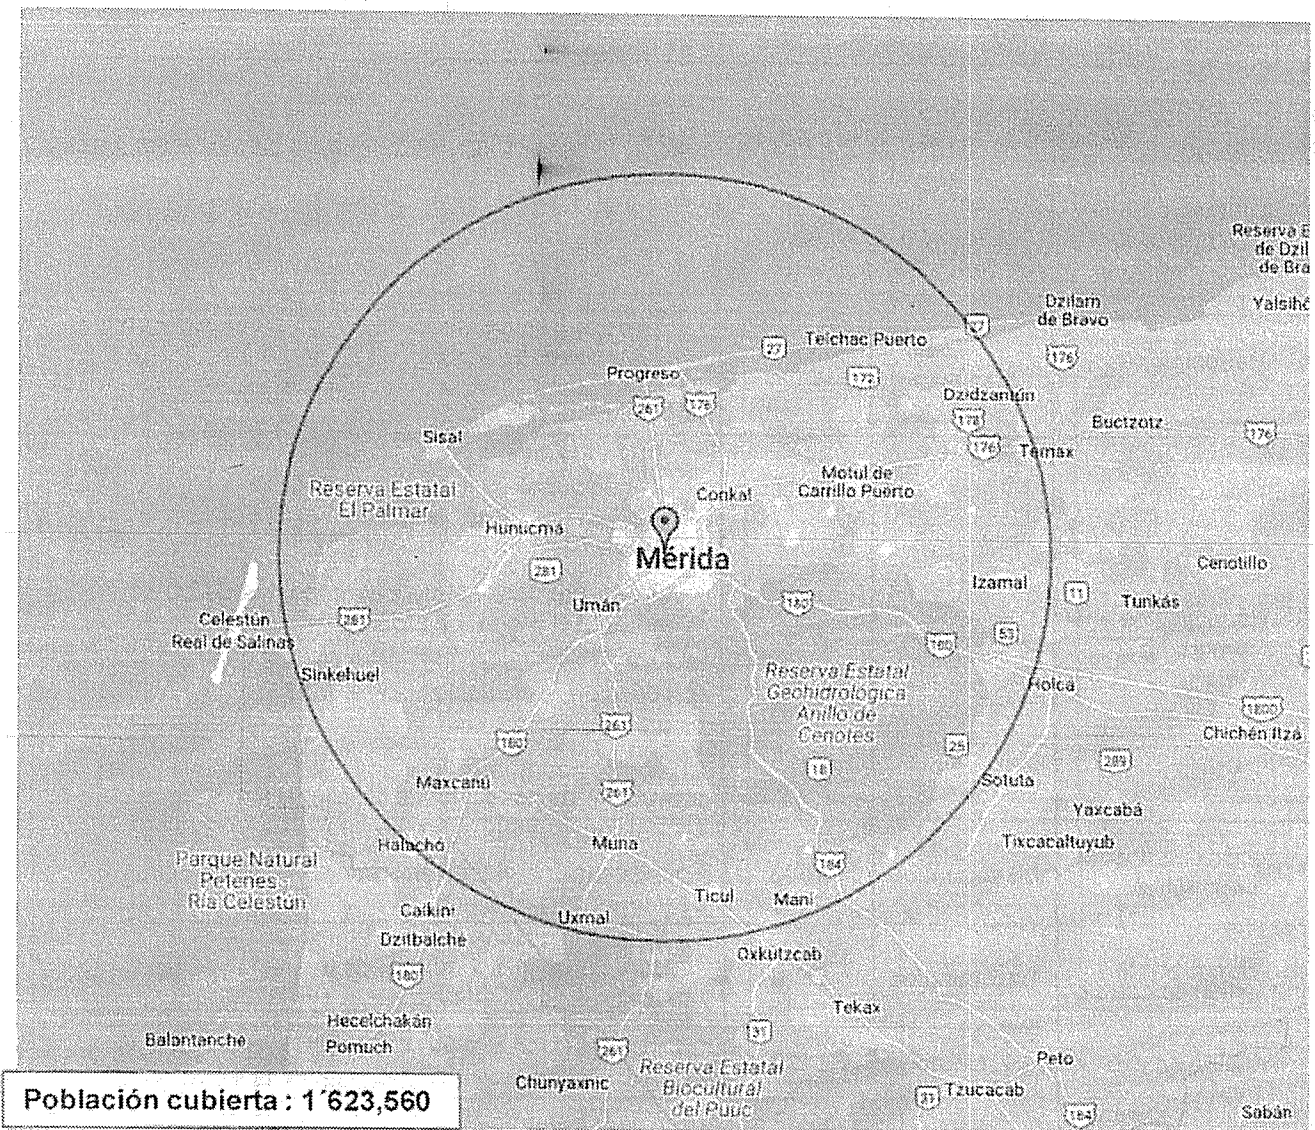 Reserva E
de Dzil
de Bra
Dzilam
de Bravo
Yalsihó
27
Telchac Puerto
27
176
Progreso
172
261
176
Dzidzantún
178
Buctzotz
176
Sisal
176
Temax
Motul de
Carrillo Puerto
Reserva Estatal
El Palmar
Conkal
Hunucmá
Mérida
Cenotillo
281
Izamal
11
Tunkás
Umán
180
Celestún
281
Real de Salinas
53
180
Sinkehuel
Reserva Estatal
Geohidrológica
Anillo de
Cenotes
Holcá
180D
261
Chichén Itzá
180
25
289
18
Maxcanú
261
Sotuta
Yaxcabá
Halachó
Muna
Tixcacaltuyub
Parque Natural
Petenes
Ría Celestún
184
Ticul
Maní
Calkiní
Uxmal
Dzitbalché
Oxkutzcab
180
Tekax
Hecelchakán
31
Balantanche
Pomuch
261
Reserva Estatal
Biocultural
del Puuc
Peto
Chunyaxnic
31
Tzucacab
Población cubierta : 1´623,560
184
Sabán